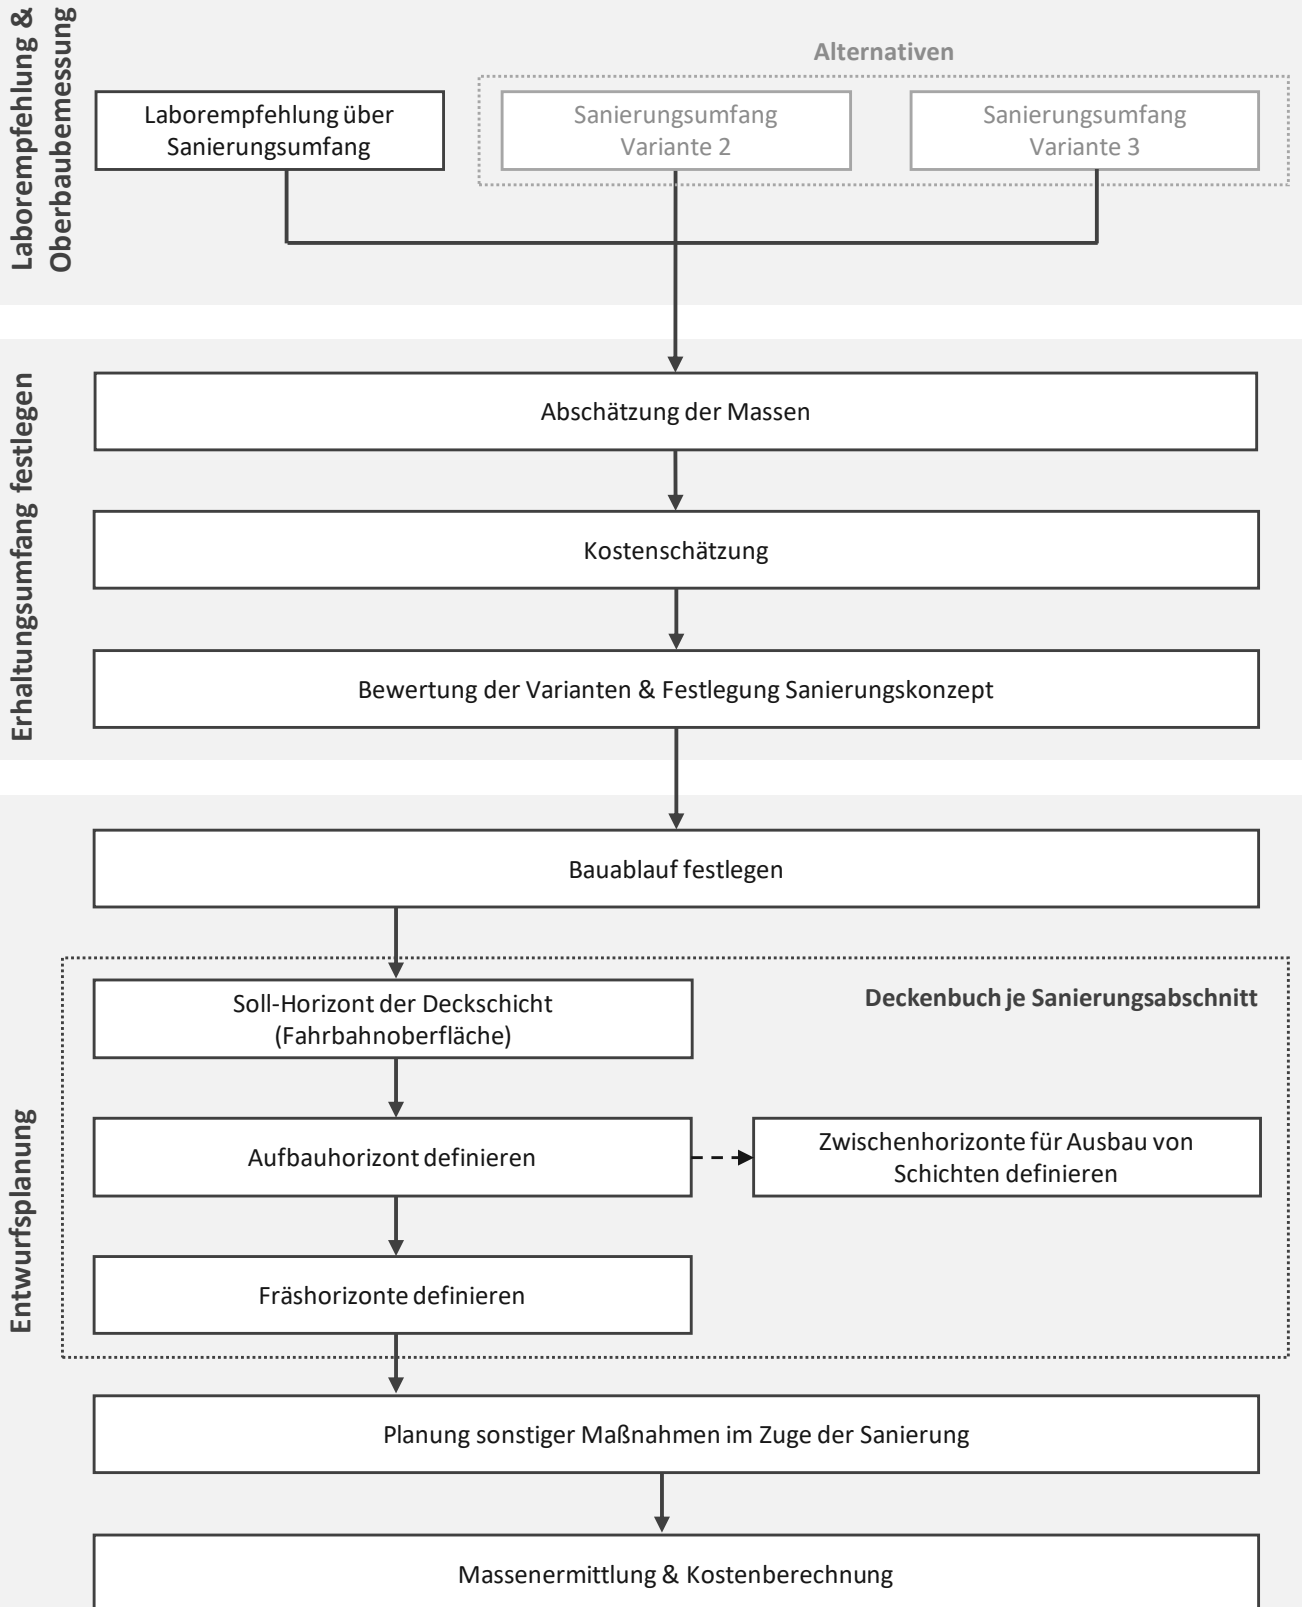 Laborempfehlung &
Oberbaubemessung
Alternativen
Laborempfehlung über
Sanierungsumfang
Sanierungsumfang
Variante 2
Sanierungsumfang
Variante 3
Erhaltungsumfang festlegen
Abschätzung der Massen
Kostenschätzung
Bewertung der Varianten & Festlegung Sanierungskonzept
Entwurfsplanung
Bauablauf festlegen
Deckenbuch je Sanierungsabschnitt
Soll-Horizont der Deckschicht
(Fahrbahnoberfläche)
Aufbauhorizont definieren
Zwischenhorizonte für Ausbau von
Schichten definieren
Fräshorizonte definieren
Planung sonstiger Maßnahmen im Zuge der Sanierung
Massenermittlung & Kostenberechnung